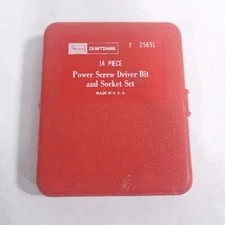 CRAFTSMAN 9 25651
14 PIECE
Power Screw Driver Bit
and Socket Set
MADE IN U. S. A.